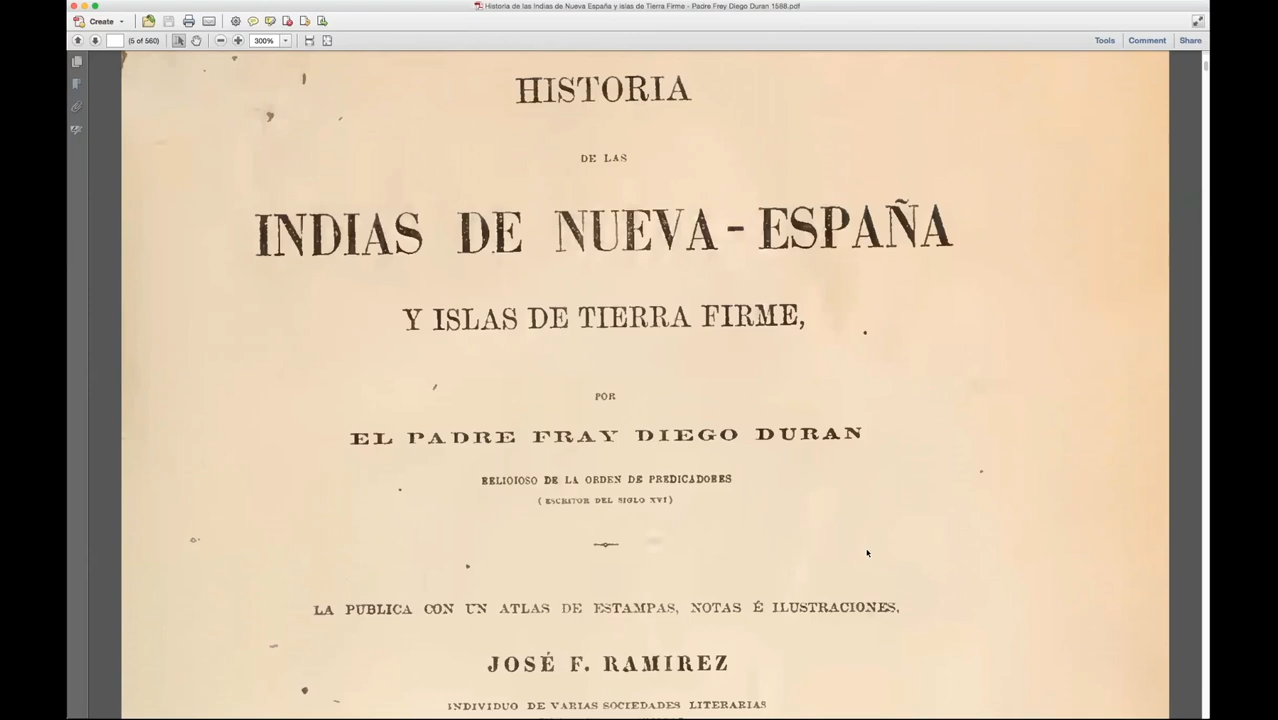 Historia de las Indias de Nueva España y islas de Tierra Firme - Padre Frey Diego Duran 1588.pdf
Create
(5 of 560)
300%
Tools Comment Share
HISTORIA
DE LAS
INDIAS DE NUEVA-ESPAÑA
Y ISLAS DE TIERRA FIRME,
POR
EL PADRE FRAY DIEGO DURAN
RELIGIOSO DE LA ORDEN DE PREDICADORES
(ESCRITOR DEL SIGLO XVI)
LA PUBLICA CON UN ATLAS DE ESTAMPAS, NOTAS É ILUSTRACIONES,
JOSÉ F. RAMIREZ
INDIVIDUO DE VARIAS SOCIEDADES LITERARIAS